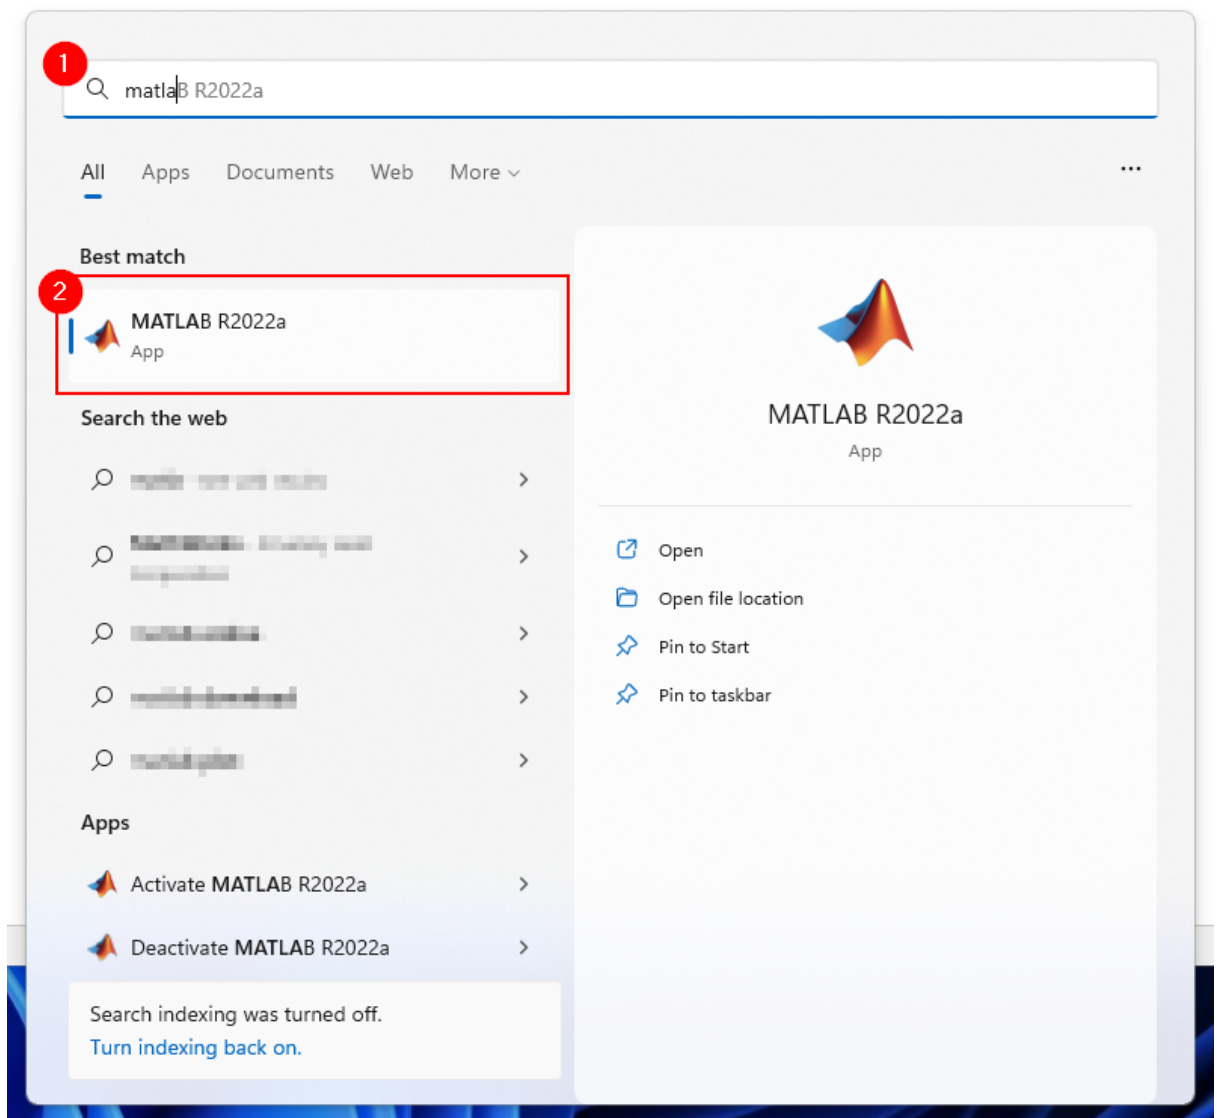 1
matlaB R2022a
All Apps Documents Web More
Best match
2
MATLAB R2022a
App
Search the web
Apps
Activate MATLAB R2022a
Deactivate MATLAB R2022a
Search indexing was turned off.
Turn indexing back on.
MATLAB R2022a
App
Open
Open file location
Pin to Start
Pin to taskbar